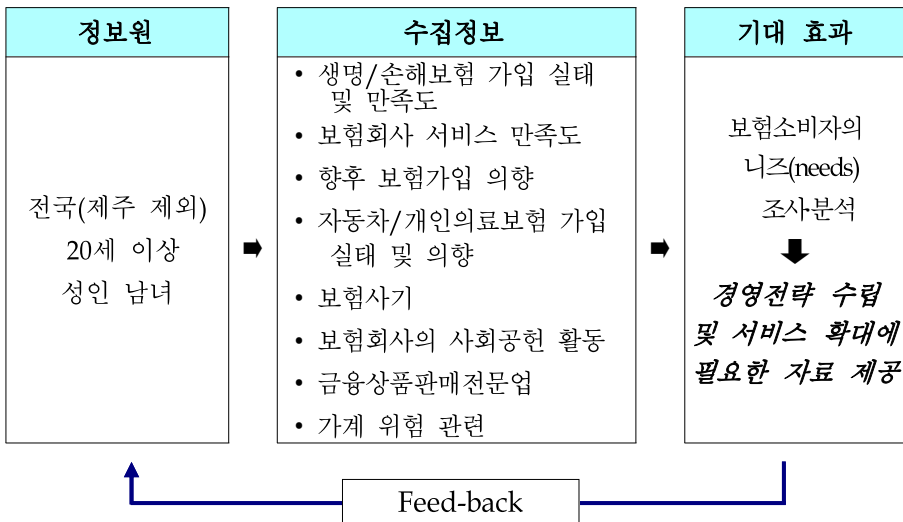 정보원
전국(제주 제외)
20세 이상
성인 남녀
수집정보
• 생명/손해보험 가입 실태
및 만족도
• 보험회사 서비스 만족도
• 향후 보험가입 의향
• 자동차/개인의료보험 가입
실태 및 의향
• 보험사기
• 보험회사의 사회공헌 활동
• 금융상품판매전문업
• 가계 위험 관련
기대 효과
보험소비자의
니즈(needs)
조사·분석
경영전략 수립
및 서비스 확대에
필요한 자료 제공
Feed-back